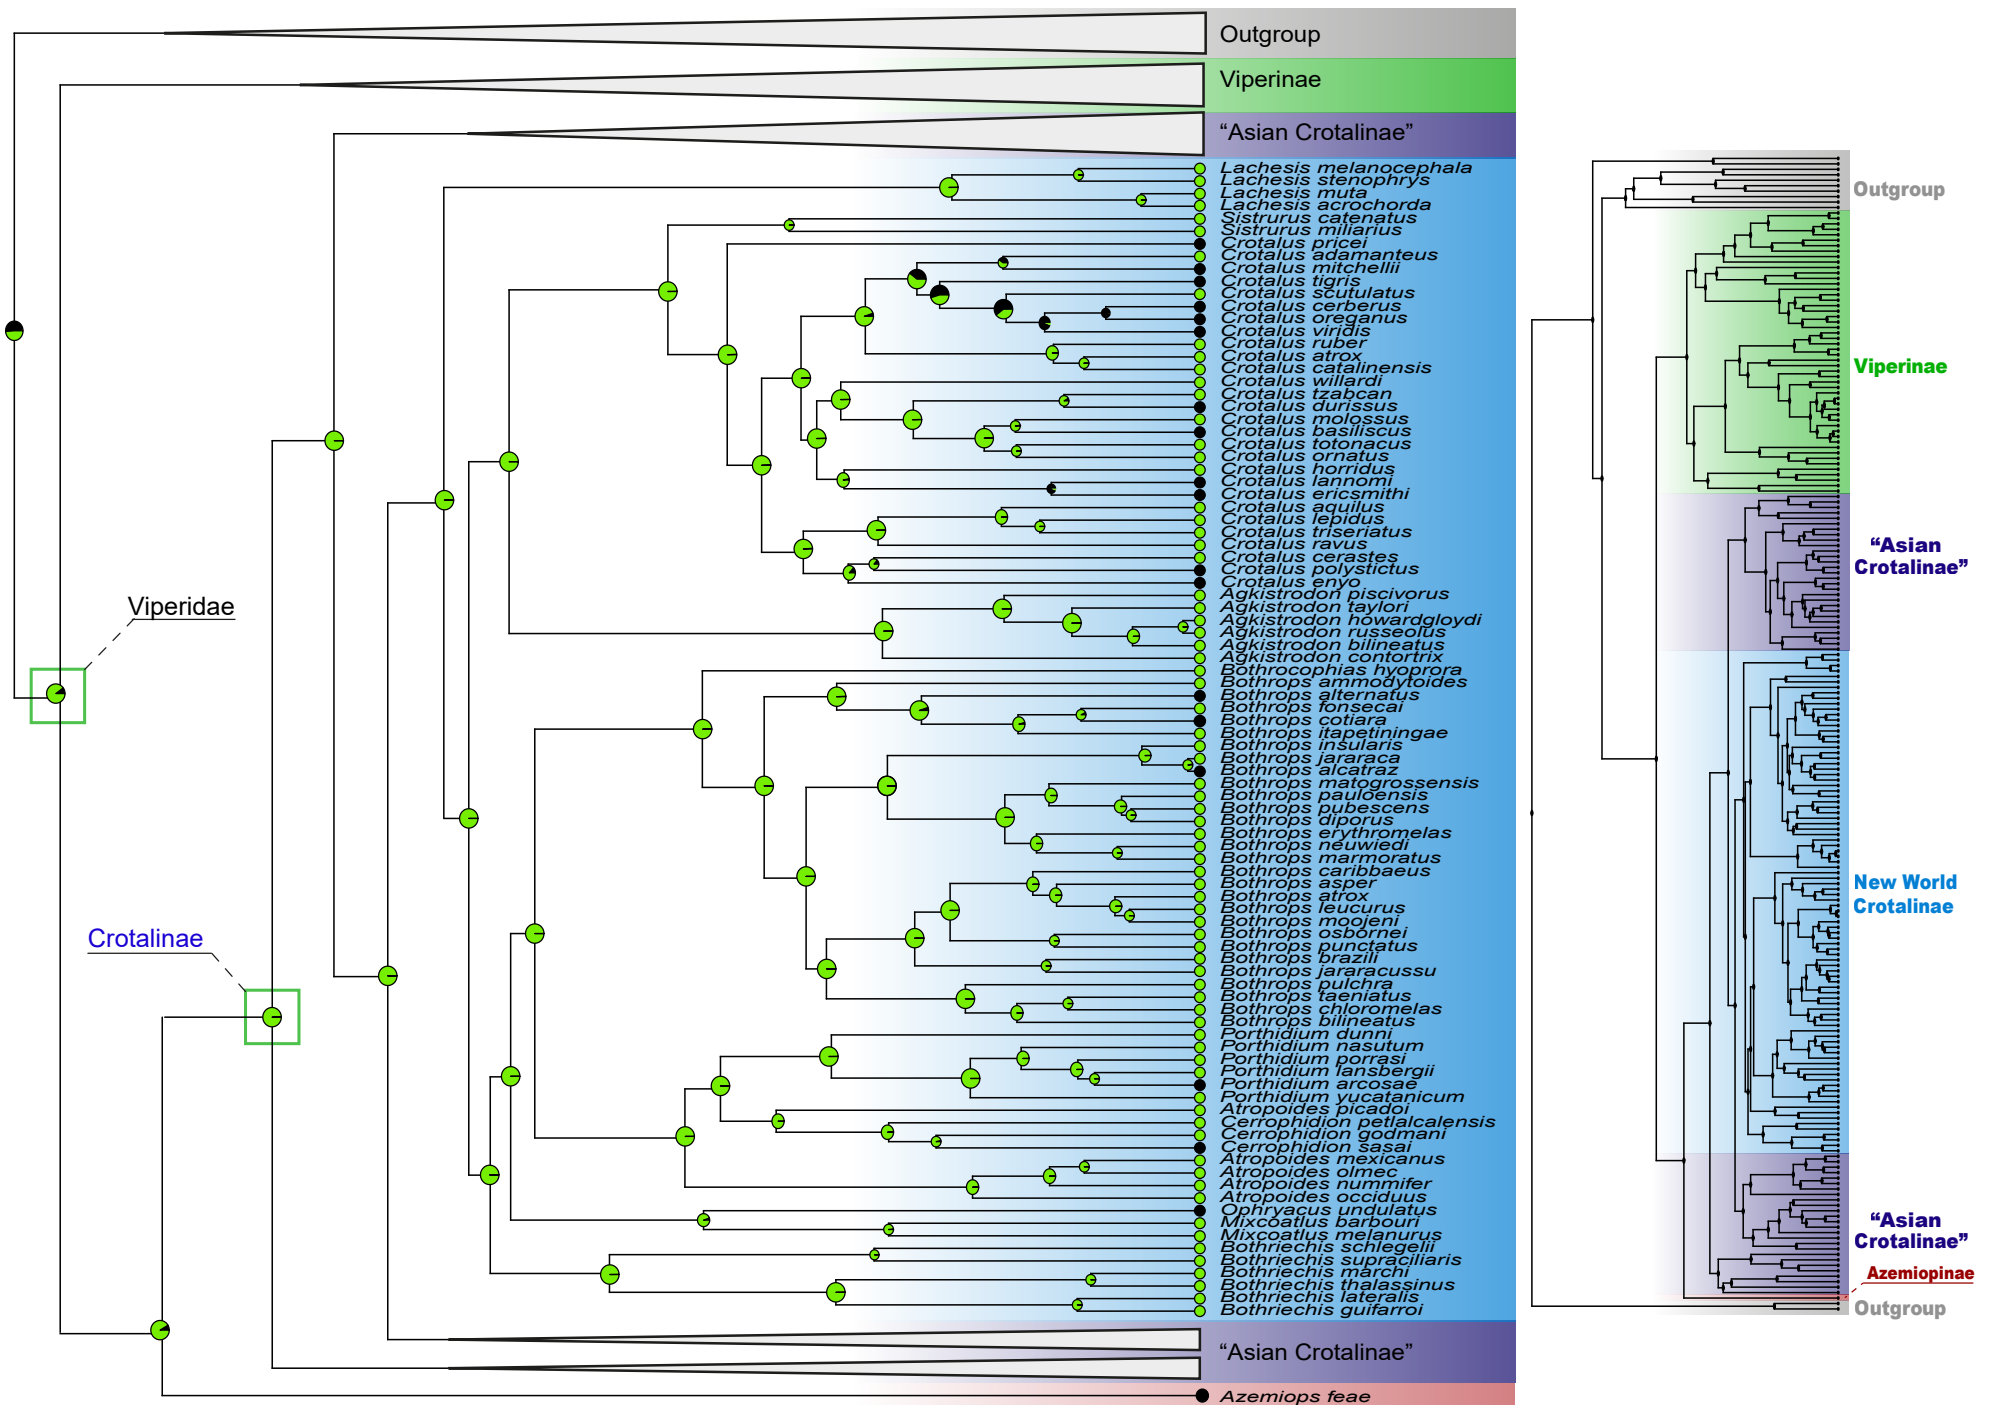 Outgroup
Viperinae
“Asian Crotalinae”
Lachesis melanocephala
Lachesis stenophrys
Lachesis muta
Lachesis acrochorda
Sistrurus catenatus
Sistrurus miliarius
Crotalus pricei
Crotalus adamanteus
Crotalus mitchellii
Crotalus tigris
Crotalus scutulatus
Crotalus cerberus
Crotalus oreganus
Crotalus viridis
Crotalus ruber
Crotalus atrox
Crotalus catalinensis
Crotalus willardi
Crotalus tzabcan
Crotalus durissus
Crotalus molossus
Crotalus basiliscus
Crotalus totonacus
Crotalus ornatus
Crotalus horridus
Crotalus lannomi
Crotalus ericsmithi
Crotalus aquilus
Crotalus lepidus
Crotalus triseriatus
Crotalus ravus
Crotalus cerastes
Crotalus polystictus
Crotalus enyo
Agkistrodon piscivorus
Agkistrodon taylori
Agkistrodon howardgloydi
Agkistrodon russeolus
Agkistrodon bilineatus
Agkistrodon contortrix
Bothrocophias hyoprora
Bothrops ammodytoides
Bothrops alternatus
Bothrops fonsecai
Bothrops cotiara
Bothrops itapetiningae
Bothrops insularis
Bothrops jararaca
Bothrops alcatraz
Bothrops matogrossensis
Bothrops pauloensis
Bothrops pubescens
Bothrops diporus
Bothrops erythromelas
Bothrops neuwiedi
Bothrops marmoratus
Bothrops caribbaeus
Bothrops asper
Bothrops atrox
Bothrops leucurus
Bothrops moojeni
Bothrops osbornei
Bothrops punctatus
Bothrops brazili
Bothrops jararacussu
Bothrops pulchra
Bothrops taeniatus
Bothrops chloromelas
Bothrops bilineatus
Porthidium dunni
Porthidium nasutum
Porthidium porrasi
Porthidium lansbergii
Porthidium arcosae
Porthidium yucatanicum
Atropoides picadoi
Cerrophidion petlalcalensis
Cerrophidion godmani
Cerrophidion sasai
Atropoides mexicanus
Atropoides olmec
Atropoides nummifer
Atropoides occiduus
Ophryacus undulatus
Mixcoatlus barbouri
Mixcoatlus melanurus
Bothriechis schlegelii
Bothriechis supraciliaris
Bothriechis marchi
Bothriechis thalassinus
Bothriechis lateralis
Bothriechis guifarroi
“Asian Crotalinae”
Azemiops feae
Viperidae
Crotalinae
Outgroup
Viperinae
“Asian
Crotalinae”
New World
Crotalinae
“Asian
Crotalinae”
Azemiopinae
Outgroup